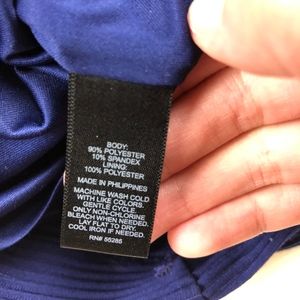 BODY:
90% POLYESTER
10% SPANDEX
LINING:
100% POLYESTER
MADE IN PHILIPPINES
MACHINE WASH COLD
WITH LIKE COLORS.
GENTLE CYCLE.
ONLY NON-CHLORINE
BLEACH WHEN NEEDED.
LAY FLAT TO DRY.
COOL IRON IF NEEDED.
RN# 55285